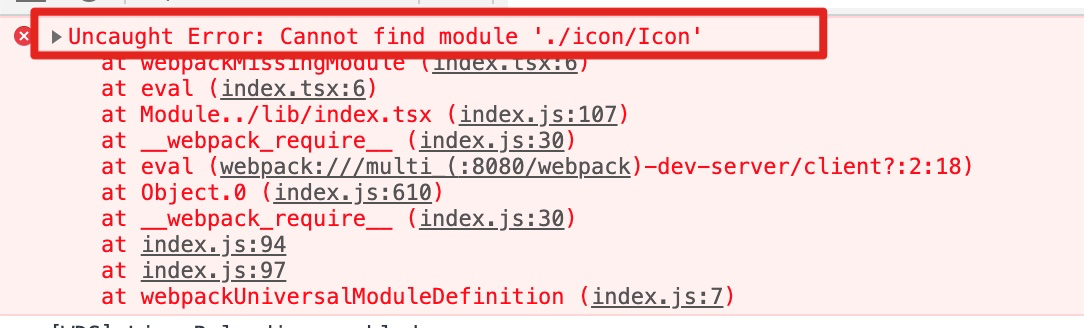 Uncaught Error: Cannot find module './icon/Icon'
at webpackMissingModule (index.tsx:6)
at eval (index.tsx:6)
at Module../lib/index.tsx (index.js:107)
at __webpack_require__ (index.js:30)
at eval (webpack:///multi_(:8080/webpack)-dev-server/client?:2:18)
at Object.0 (index.js:610)
at __webpack_require__ (index.js:30)
at index.js:94
at index.js:97
at webpackUniversalModuleDefinition (index.js:7)